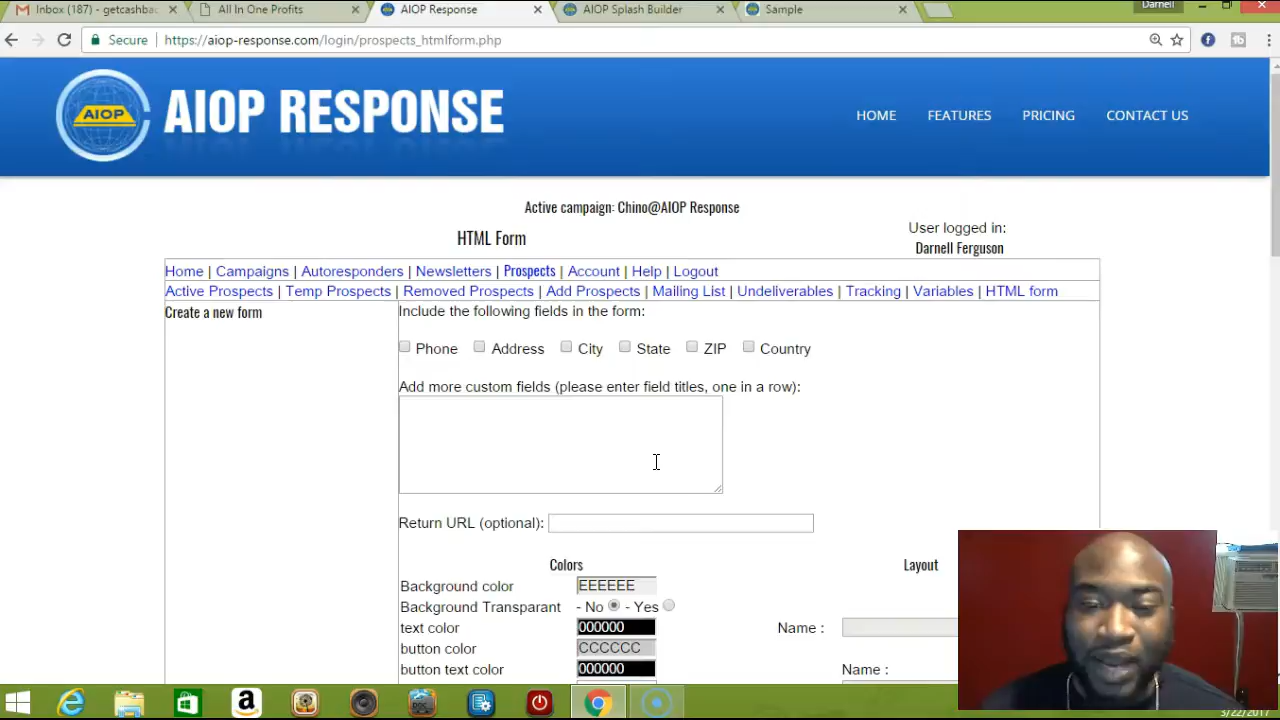 Inbox (187) - getcashba
All In One Profits
AIOP Response
AIOP Splash Builder
Sample
Darnell
Secure
https://aiop-response.com/login/prospects_htmlform.php
AIOP
AIOP RESPONSE
HOME FEATURES PRICING CONTACT US
Active campaign: Chino@AIOP Response
HTML Form
User logged in:
Darnell Ferguson
Home | Campaigns | Autoresponders | Newsletters | Prospects | Account | Help | Logout
Active Prospects | Temp Prospects | Removed Prospects | Add Prospects | Mailing List | Undeliverables | Tracking | Variables | HTML form
Create a new form
Include the following fields in the form:
Phone Address City State ZIP Country
Add more custom fields (please enter field titles, one in a row):
Return URL (optional):
Colors Layout
Background color EEEEEE
Background Transparant - No - Yes
text color 000000 Name :
button color CCCCCC
button text color 000000 Name :
3/22/2017